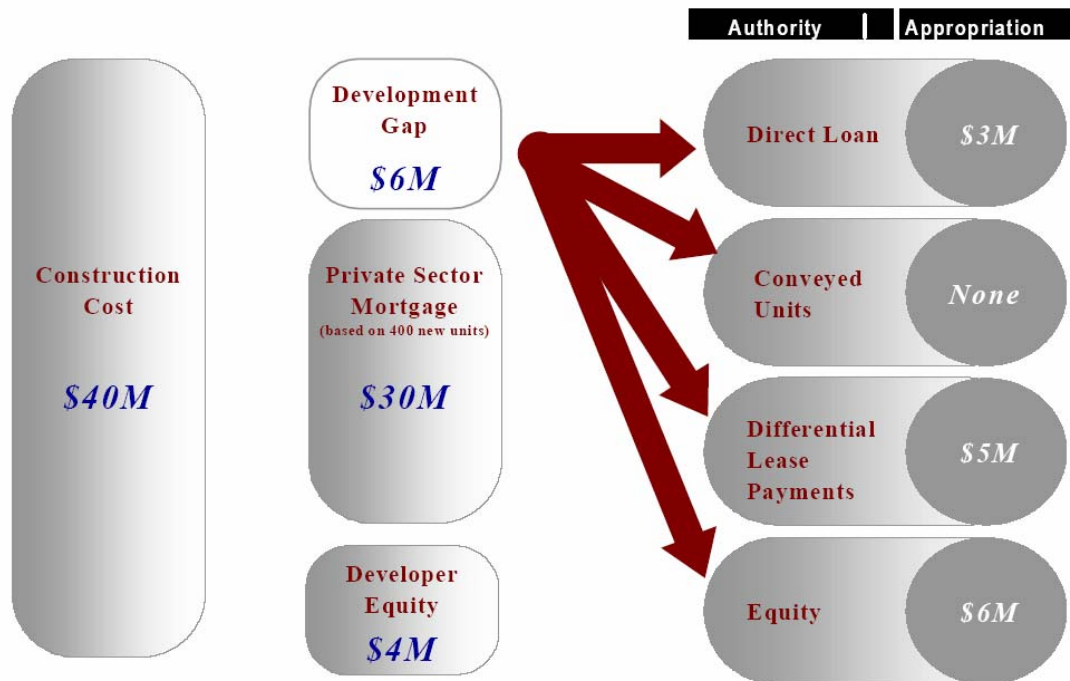 Authority | Appropriation
Construction
Cost
$40M
Development
Gap
$6M
Private Sector
Mortgage
(based on 400 new units)
$30M
Developer
Equity
$4M
Direct Loan
$3M
Conveyed
Units
None
Differential
Lease
Payments
$5M
Equity
$6M